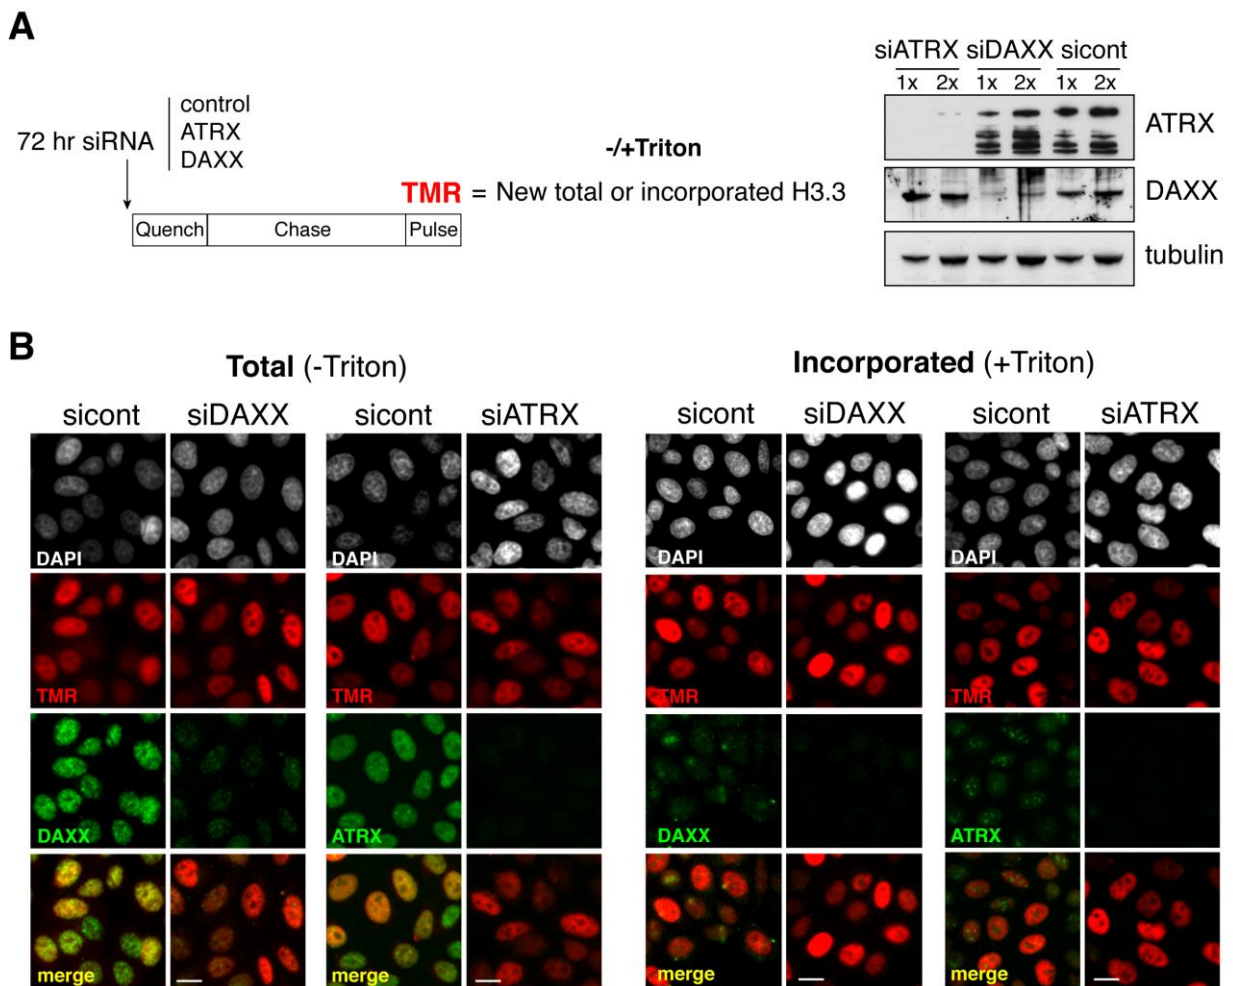 A
72 hr siRNA
control
ATRX
DAXX
-/+Triton
TMR = New total or incorporated H3.3
Quench Chase Pulse
siATRX siDAXX sicont
1x 2x 1x 2x 1x 2x
ATRX
DAXX
tubulin
B
Total (-Triton)
Incorporated (+Triton)
sicont siDAXX sicont siATRX sicont siDAXX sicont siATRX
DAPI DAPI DAPI DAPI
TMR TMR TMR TMR
DAXX ATRX DAXX ATRX
merge merge merge merge